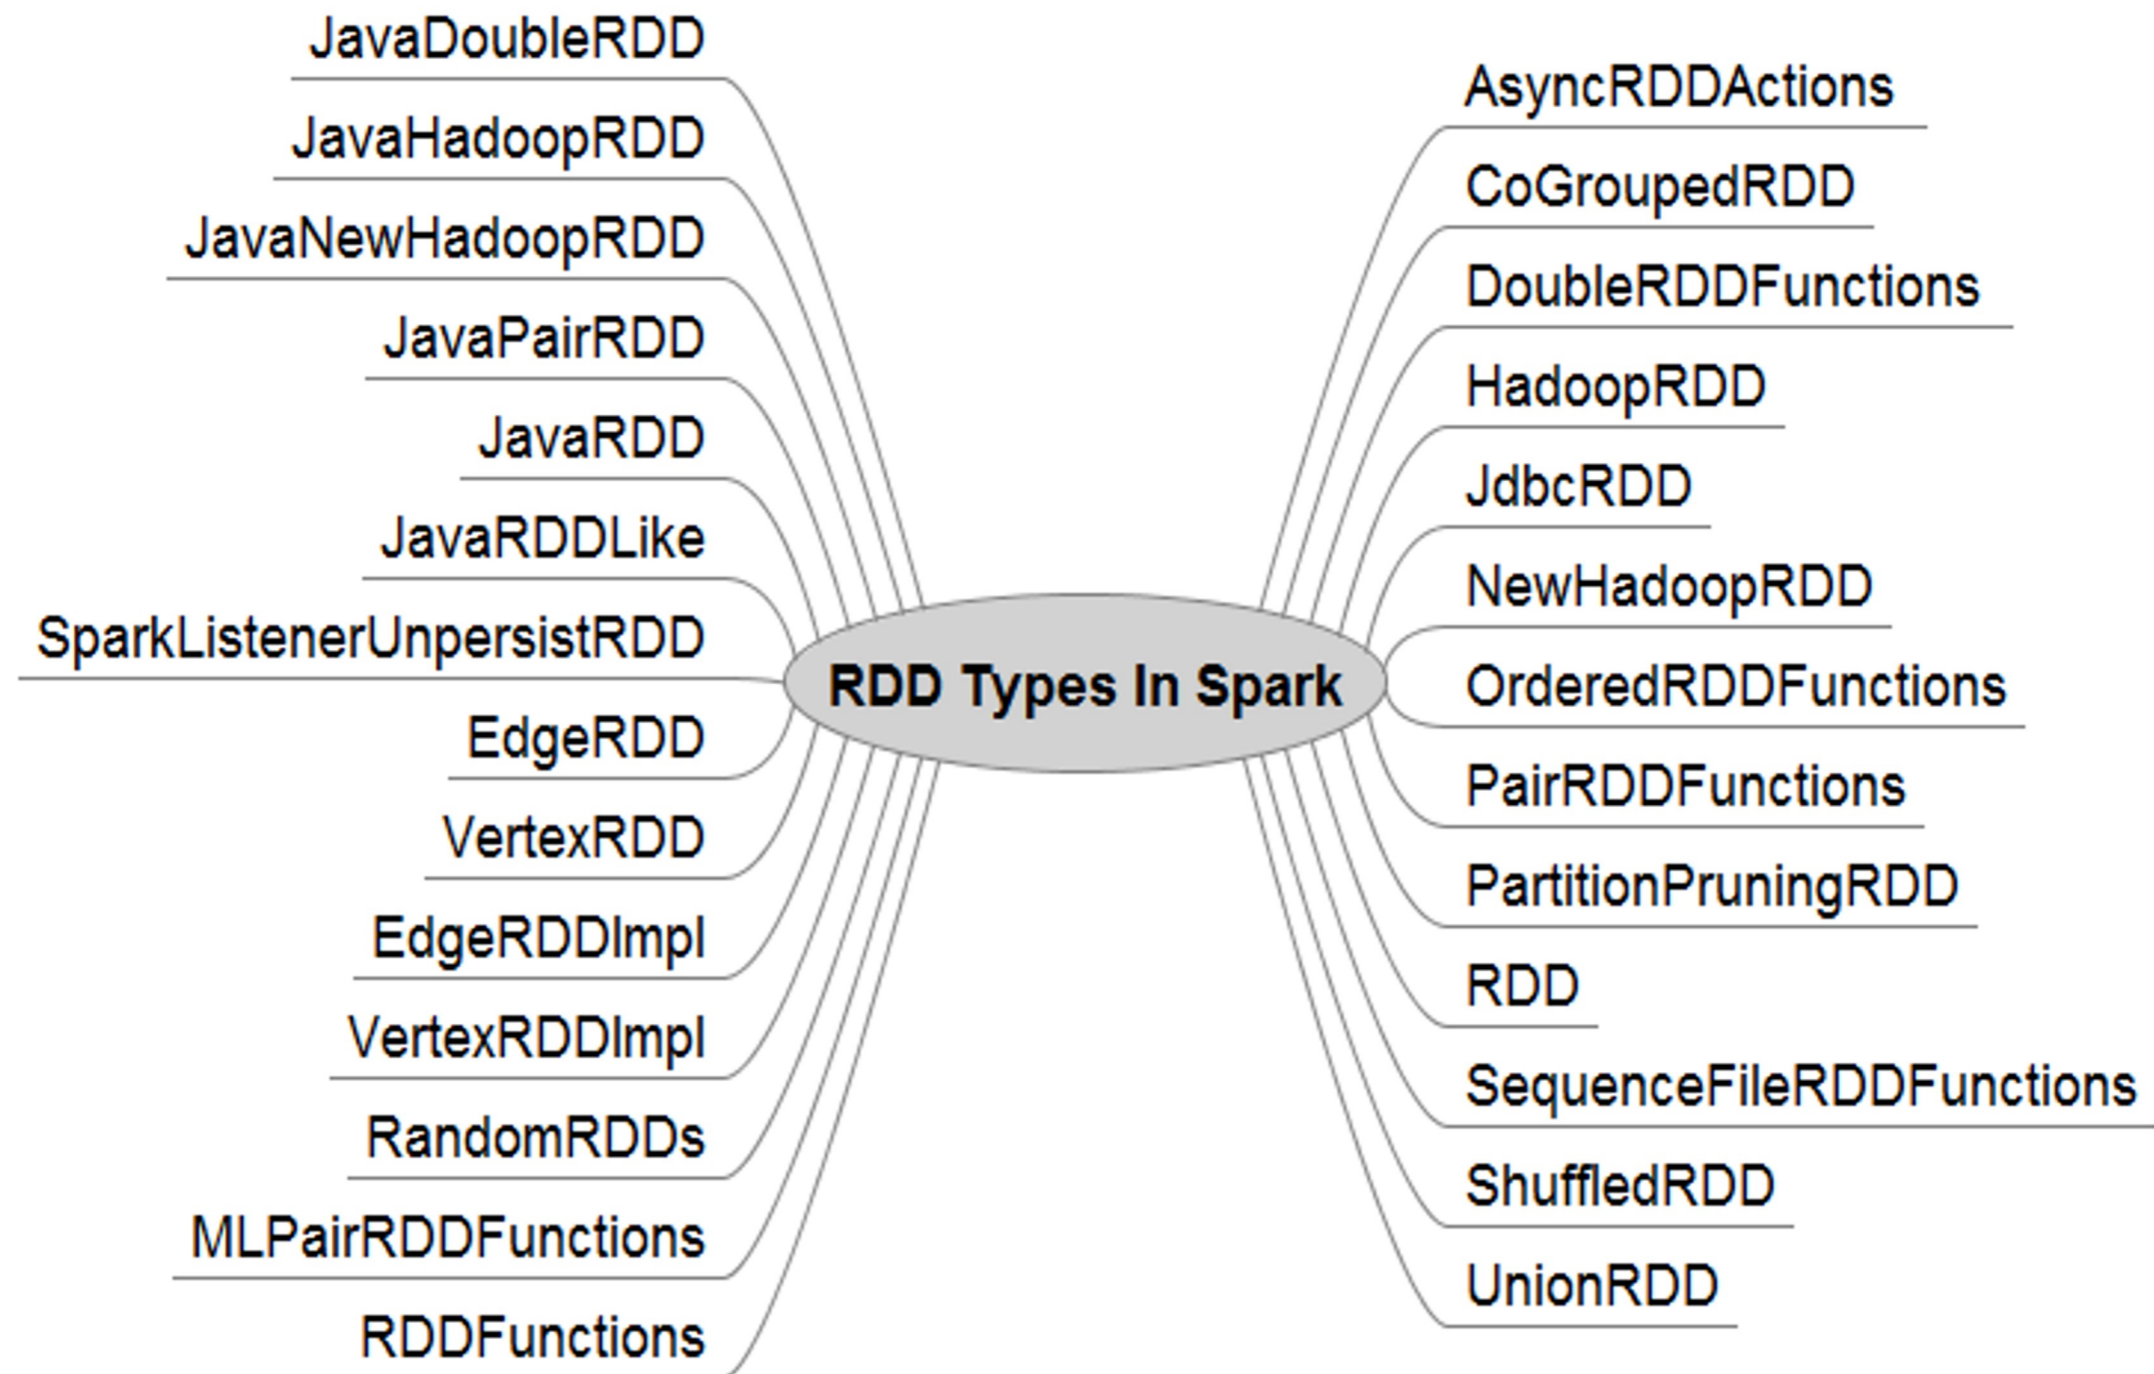 JavaDoubleRDD
JavaHadoopRDD
JavaNewHadoopRDD
JavaPairRDD
JavaRDD
JavaRDDLike
SparkListenerUnpersistRDD
EdgeRDD
VertexRDD
EdgeRDDImpl
VertexRDDImpl
RandomRDDs
MLPairRDDFunctions
RDDFunctions
RDD Types In Spark
AsyncRDDActions
CoGroupedRDD
DoubleRDDFunctions
HadoopRDD
JdbcRDD
NewHadoopRDD
OrderedRDDFunctions
PairRDDFunctions
PartitionPruningRDD
RDD
SequenceFileRDDFunctions
ShuffledRDD
UnionRDD